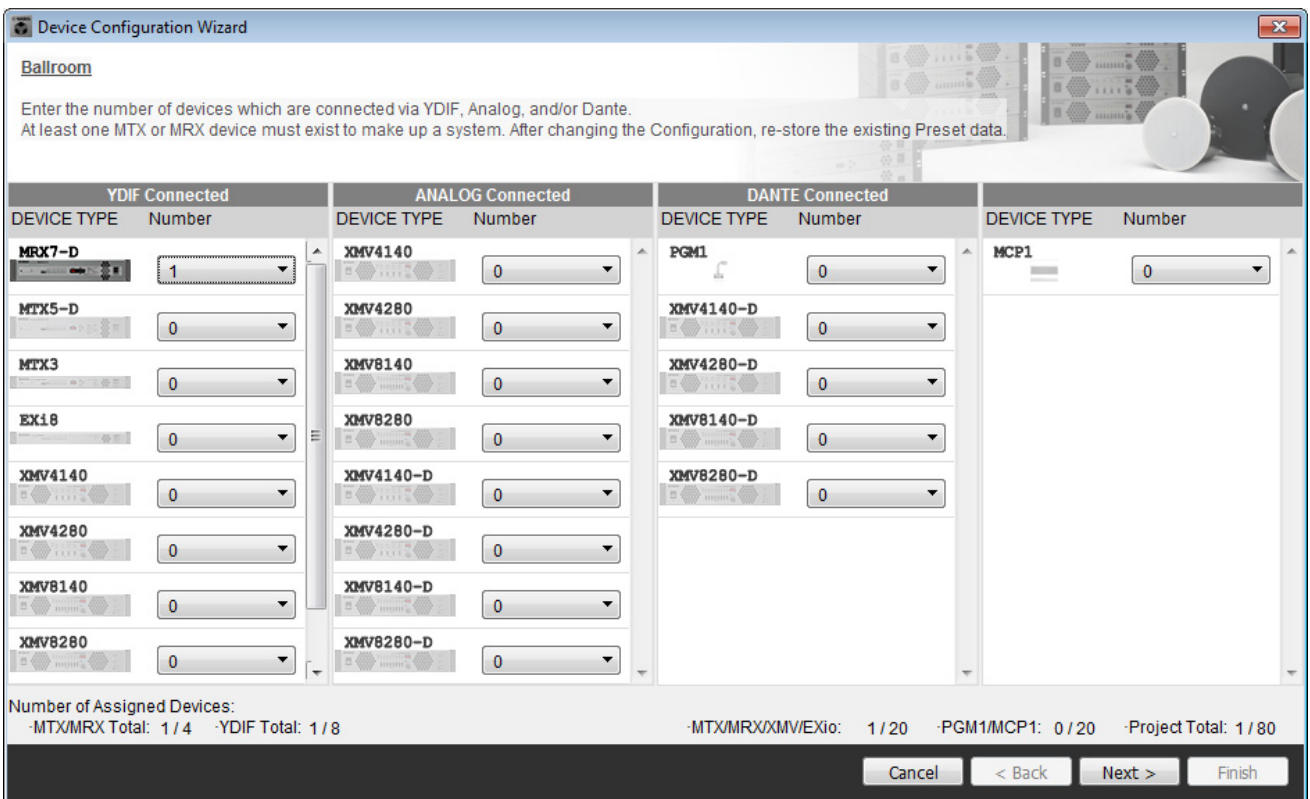 Device Configuration Wizard
Ballroom
Enter the number of devices which are connected via YDIF, Analog, and/or Dante.
At least one MTX or MRX device must exist to make up a system. After changing the Configuration, re-store the existing Preset data.
YDIF Connected
DEVICE TYPE Number
MRX7-D 1
MTX5-D 0
MTX3 0
EXi8 0
XMV4140 0
XMV4280 0
XMV8140 0
XMV8280 0
ANALOG Connected
DEVICE TYPE Number
XMV4140 0
XMV4280 0
XMV8140 0
XMV8280 0
XMV4140-D 0
XMV4280-D 0
XMV8140-D 0
XMV8280-D 0
DANTE Connected
DEVICE TYPE Number
PGM1 0
XMV4140-D 0
XMV4280-D 0
XMV8140-D 0
XMV8280-D 0
DEVICE TYPE Number
MCP1 0
Number of Assigned Devices:
-MTX/MRX Total: 1 / 4 -YDIF Total: 1 / 8 -MTX/MRX/XMV/EXio: 1 / 20 -PGM1/MCP1: 0 / 20 -Project Total: 1 / 80
Cancel < Back Next > Finish